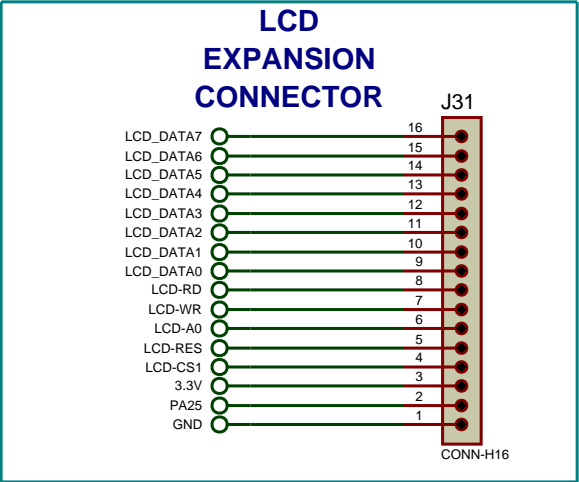 LCD
EXPANSION
CONNECTOR
J31
LCD_DATA7 16
LCD_DATA6 15
LCD_DATA5 14
LCD_DATA4 13
LCD_DATA3 12
LCD_DATA2 11
LCD_DATA1 10
LCD_DATA0 9
LCD-RD 8
LCD-WR 7
LCD-A0 6
LCD-RES 5
LCD-CS1 4
3.3V 3
PA25 2
GND 1
CONN-H16